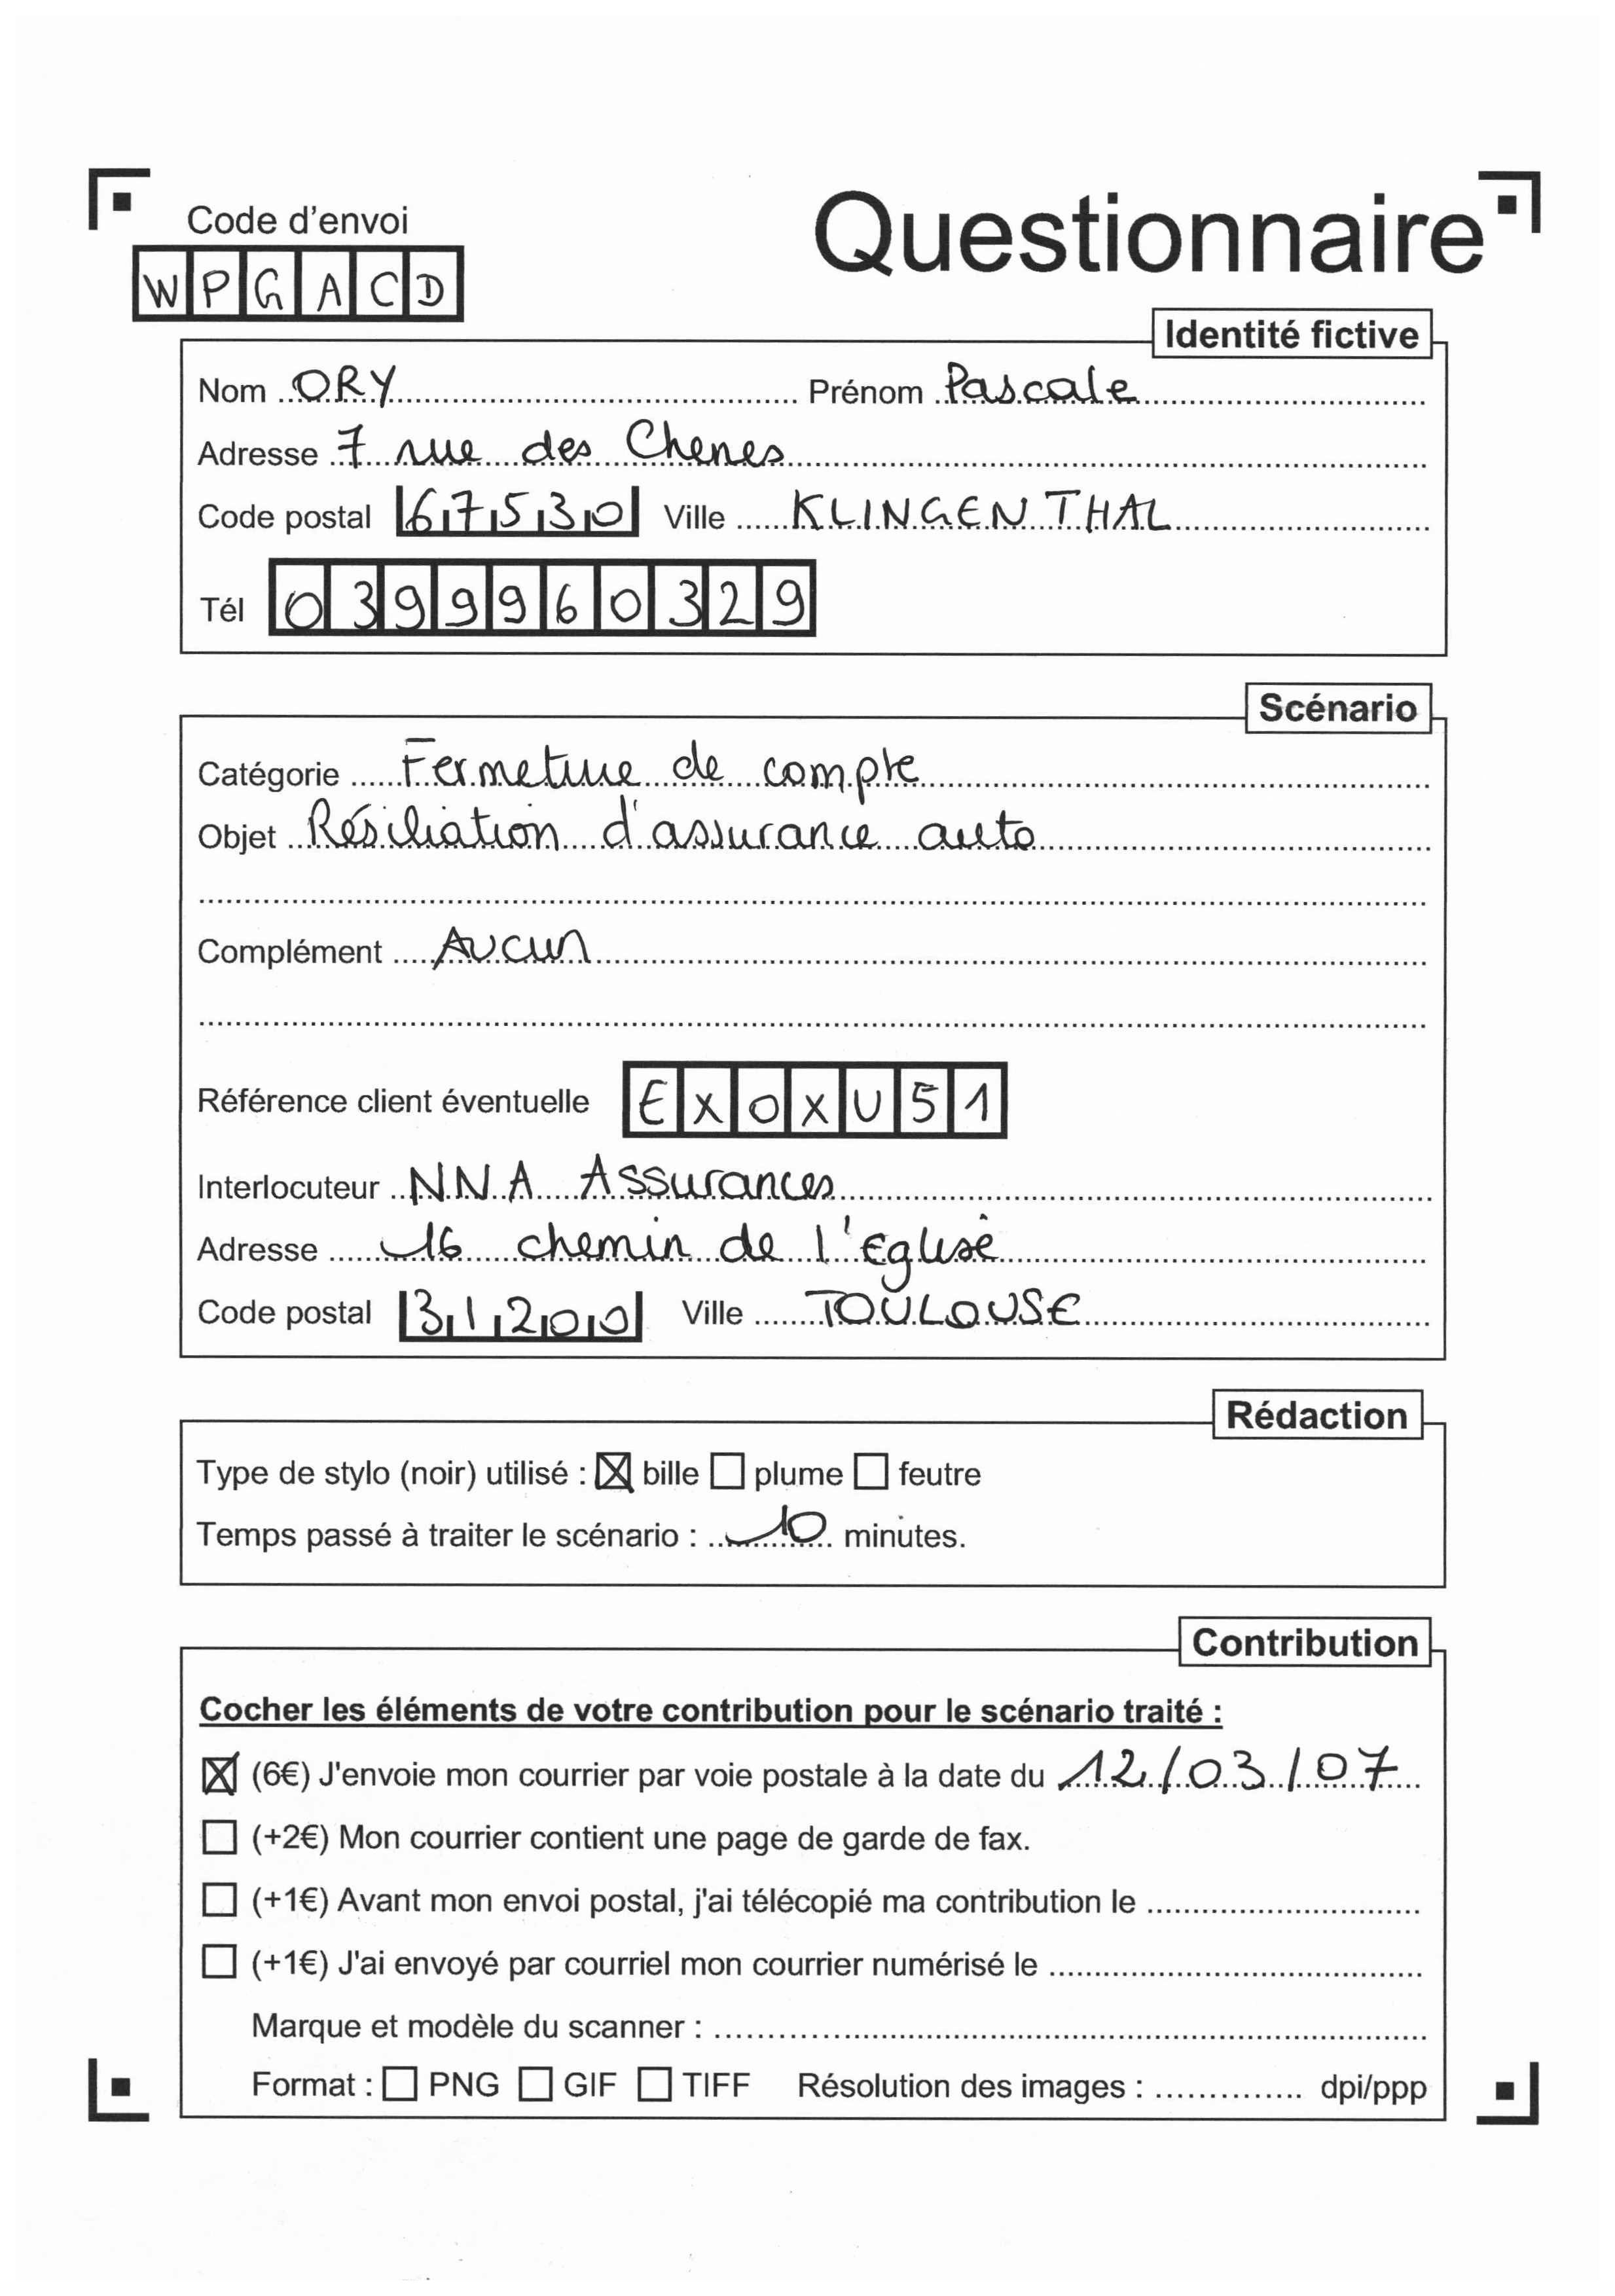 Code d'envoi
Questionnaire
WPGACD
Identité fictive
Nom ORY Prénom Pascale
Adresse 7 rue des Chenes
Code postal 67530 Ville KLINGENTHAL
Tél 0399960329
Scénario
Catégorie Fermeture de compte
Objet Résiliation d'assurance auto
Complément Aucun
Référence client éventuelle EXOXU51
Interlocuteur NNA Assurances
Adresse 16 chemin de l'Eglise
Code postal 31200 Ville TOULOUSE
Rédaction
Type de stylo (noir) utilisé : ☒ bille ☐ plume ☐ feutre
Temps passé à traiter le scénario : 10 minutes.
Contribution
Cocher les éléments de votre contribution pour le scénario traité :
☒ (6€) J'envoie mon courrier par voie postale à la date du 12/03/07
☐ (+2€) Mon courrier contient une page de garde de fax.
☐ (+1€) Avant mon envoi postal, j'ai télécopié ma contribution le
☐ (+1€) J'ai envoyé par courriel mon courrier numérisé le
Marque et modèle du scanner :
Format : ☐ PNG ☐ GIF ☐ TIFF Résolution des images : dpi/ppp